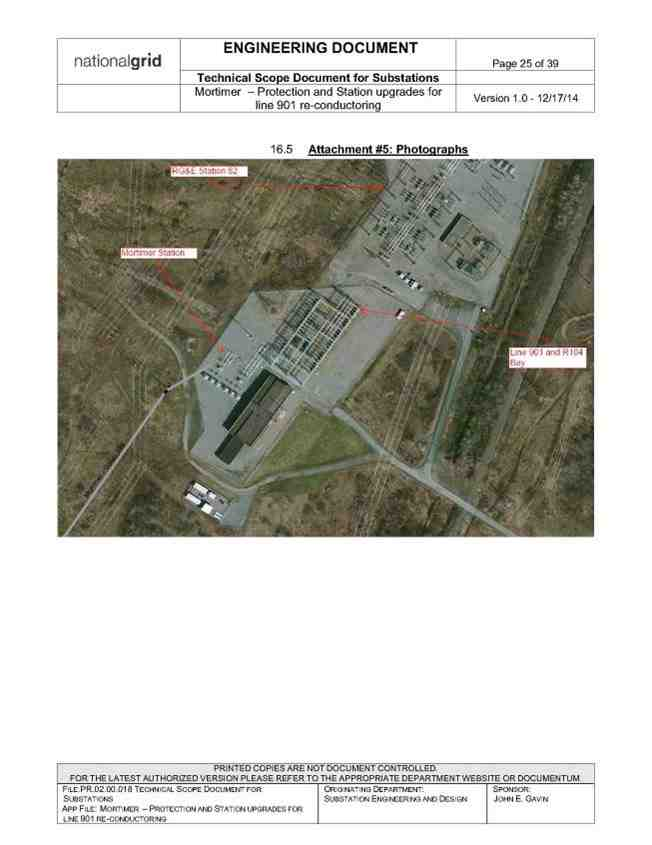 nationalgrid
ENGINEERING DOCUMENT
Page 25 of 39
Technical Scope Document for Substations
Mortimer – Protection and Station upgrades for
line 901 re-conductoring
Version 1.0 - 12/17/14
16.5 Attachment #5: Photographs
RG&E Station 82
Mortimer Station
Line 901 and R104
Bay
PRINTED COPIES ARE NOT DOCUMENT CONTROLLED.
FOR THE LATEST AUTHORIZED VERSION PLEASE REFER TO THE APPROPRIATE DEPARTMENT WEBSITE OR DOCUMENTUM.
FILE:PR.02.00.018 TECHNICAL SCOPE DOCUMENT FOR
SUBSTATIONS
APP FILE: MORTIMER – PROTECTION AND STATION UPGRADES FOR
LINE 901 RE-CONDUCTORING
ORIGINATING DEPARTMENT:
SUBSTATION ENGINEERING AND DESIGN
SPONSOR:
JOHN E. GAVIN